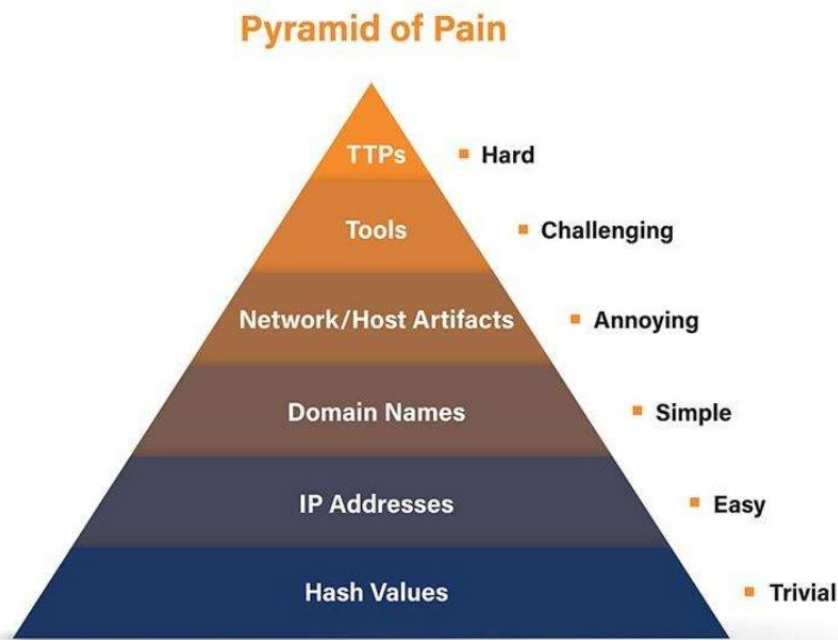 Pyramid of Pain
TTPs
Hard
Tools
Challenging
Network/Host Artifacts
Annoying
Domain Names
Simple
IP Addresses
Easy
Hash Values
Trivial